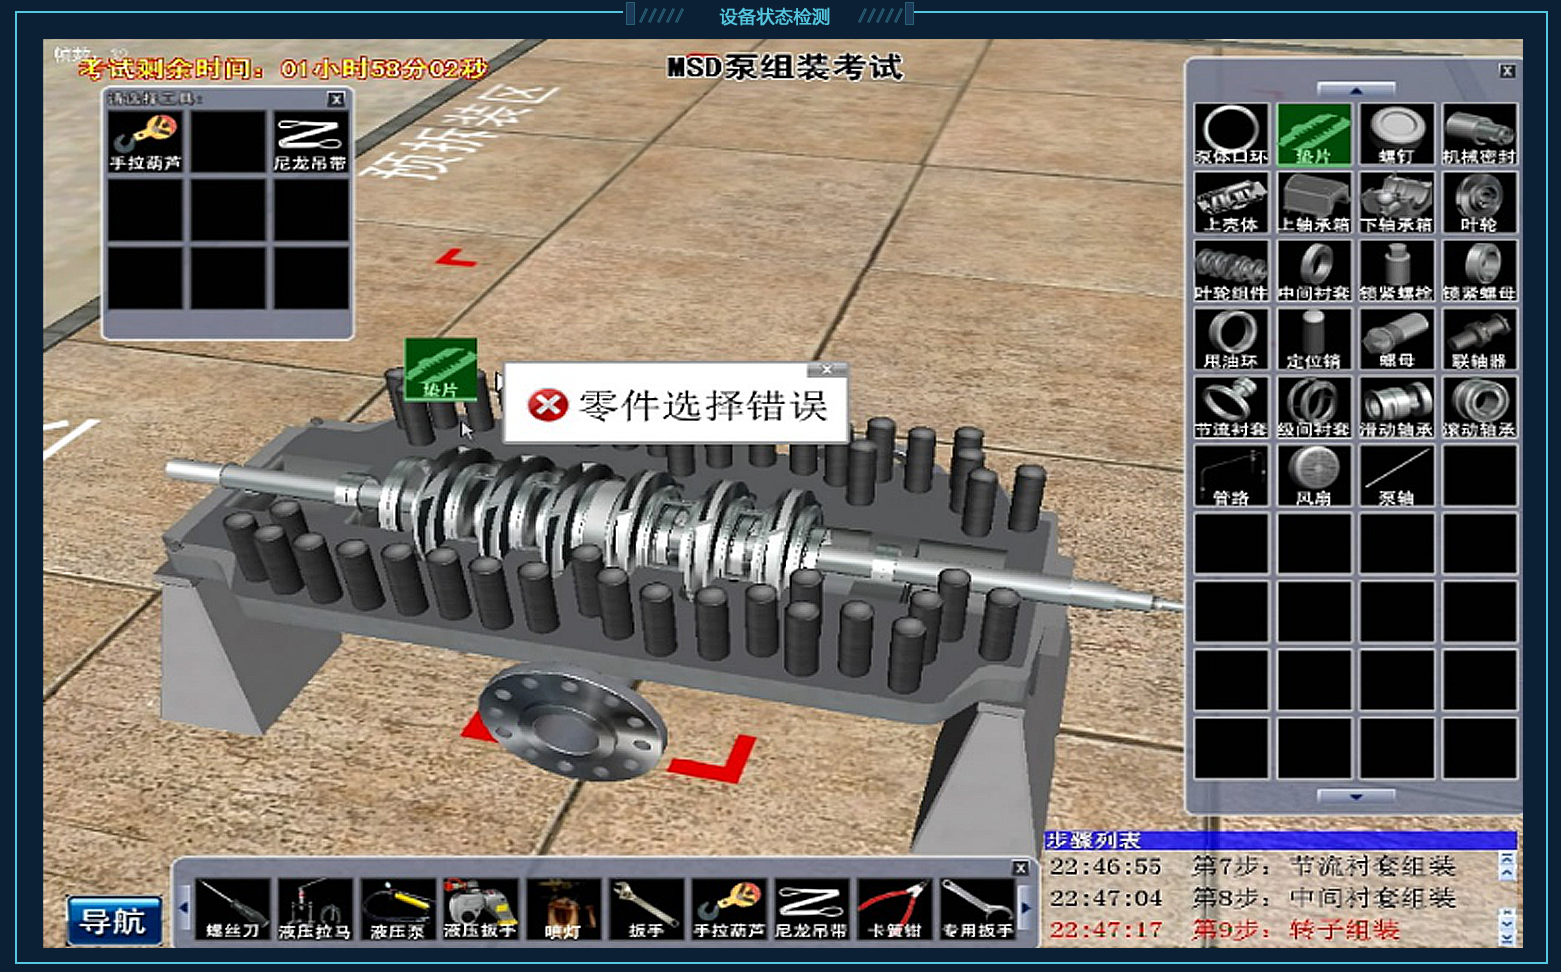 设备状态检测
帧数：
考试剩余时间：01小时58分02秒
MSD泵组装考试
请选择工具：
手拉葫芦
尼龙吊带
预拆装区
泵体口环 垫片 螺钉 机械密封
上壳体 上轴承箱 下轴承箱 叶轮
叶轮组件 中间衬套 锁紧螺栓 锁紧螺母
甩油环 定位销 螺母 联轴器
节流衬套 级间衬套 滑动轴承 滚动轴承
管路 风扇 泵轴
垫片
零件选择错误
步骤列表
22:46:55 第7步：节流衬套组装
22:47:04 第8步：中间衬套组装
22:47:17 第9步：转子组装
导航
螺丝刀 液压拉马 液压泵 液压扳手 喷灯 扳手 手拉葫芦 尼龙吊带 卡簧钳 专用扳手